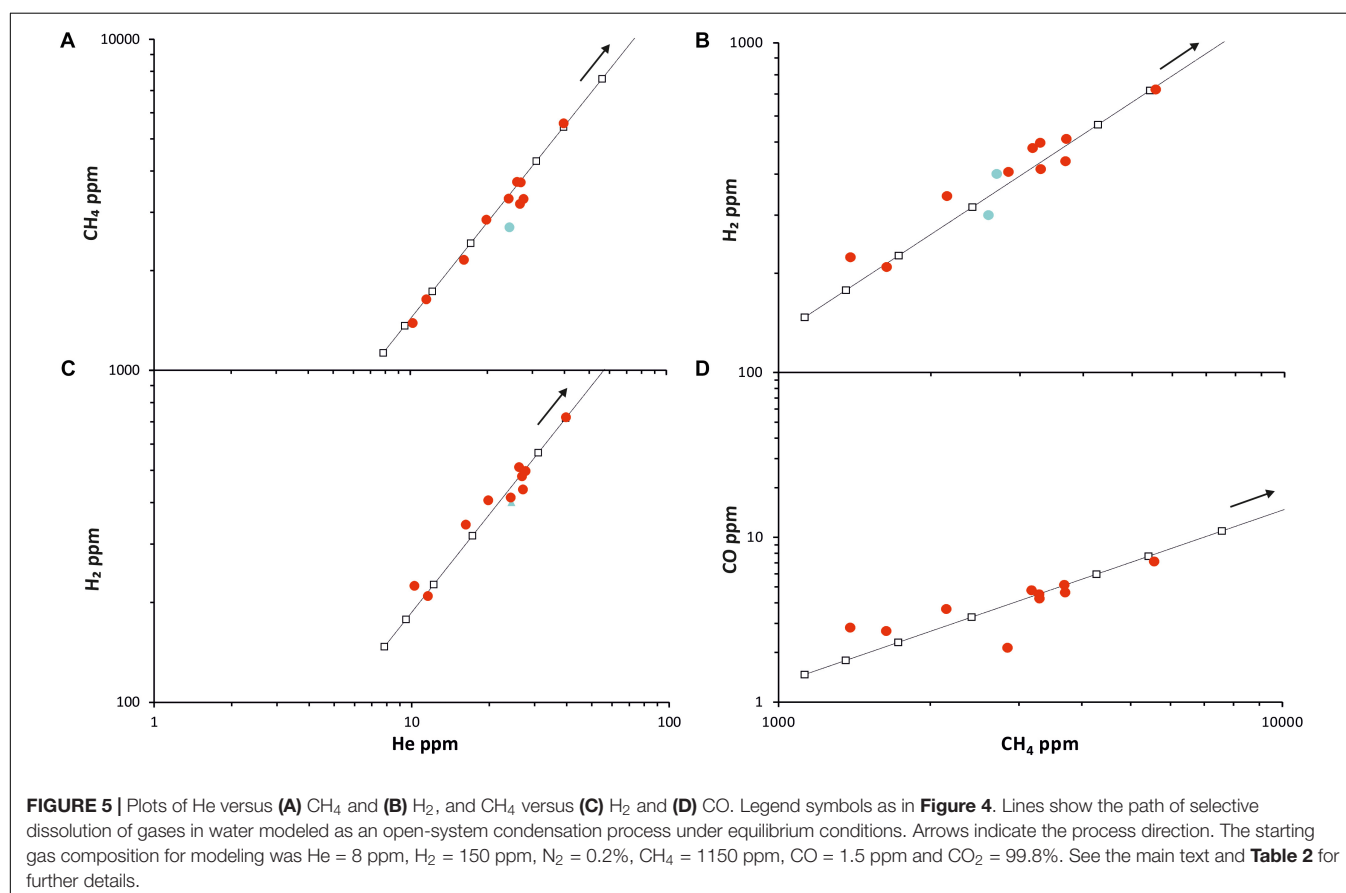 A
CH₄ ppm
10000
B
H₂ ppm
1000
C
H₂ ppm
1000
100
1
10
100
He ppm
D
CO ppm
100
10
1
1000
10000
CH₄ ppm
FIGURE 5 | Plots of He versus (A) CH₄ and (B) H₂, and CH₄ versus (C) H₂ and (D) CO. Legend symbols as in Figure 4. Lines show the path of selective
dissolution of gases in water modeled as an open-system condensation process under equilibrium conditions. Arrows indicate the process direction. The starting
gas composition for modeling was He = 8 ppm, H₂ = 150 ppm, N₂ = 0.2%, CH₄ = 1150 ppm, CO = 1.5 ppm and CO₂ = 99.8%. See the main text and Table 2 for
further details.